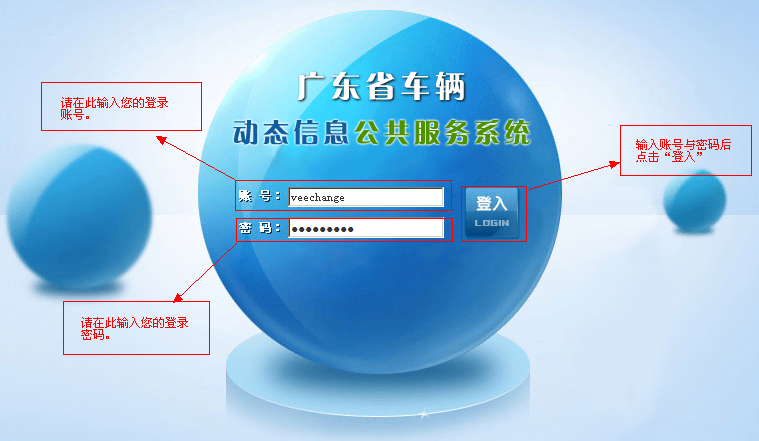 广东省车辆
动态信息公共服务系统
请在此输入您的登录
账号。
输入账号与密码后
点击“登入”
账 号：
veechange
登入
LOGIN
密 码：
●●●●●●●●●
请在此输入您的登录
密码。